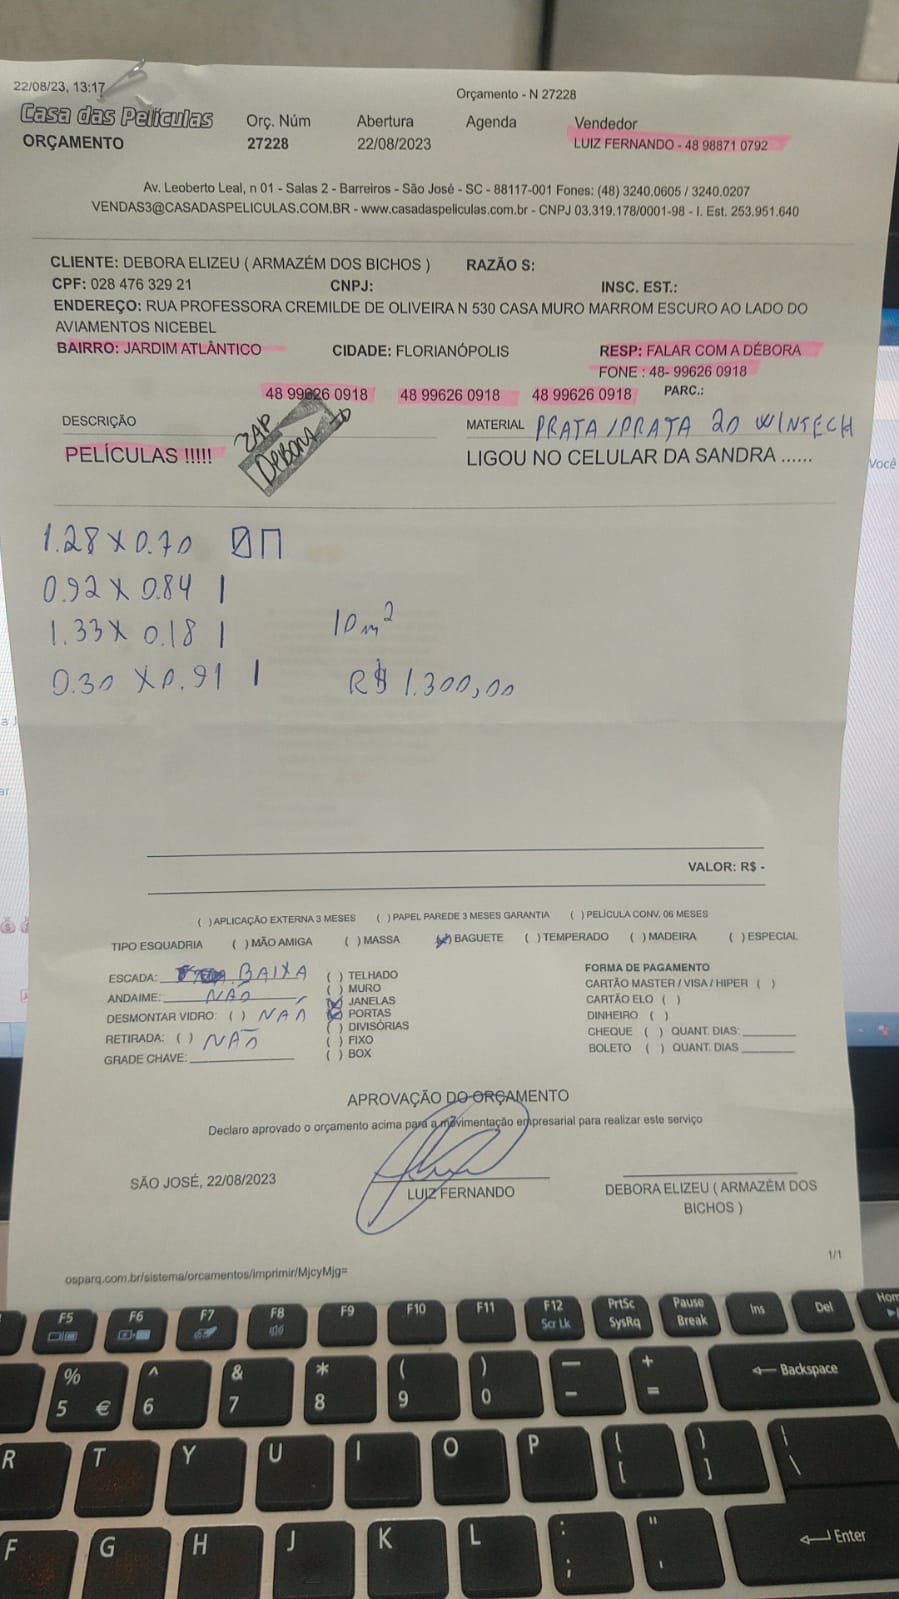 22/08/23, 13:17
Orçamento - N 27228
Casa das Películas
ORÇAMENTO
Orç. Núm
27228
Abertura
22/08/2023
Agenda
Vendedor
LUIZ FERNANDO - 48 98871 0792
Av. Leoberto Leal, n 01 - Salas 2 - Barreiros - São José - SC - 88117-001 Fones: (48) 3240.0605 / 3240.0207
VENDAS3@CASADASPELICULAS.COM.BR - www.casadaspeliculas.com.br - CNPJ 03.319.178/0001-98 - I. Est. 253.951.640
CLIENTE: DEBORA ELIZEU ( ARMAZÉM DOS BICHOS ) RAZÃO S:
CPF: 028 476 329 21 CNPJ: INSC. EST.:
ENDEREÇO: RUA PROFESSORA CREMILDE DE OLIVEIRA N 530 CASA MURO MARROM ESCURO AO LADO DO
AVIAMENTOS NICEBEL
BAIRRO: JARDIM ATLÂNTICO CIDADE: FLORIANÓPOLIS RESP: FALAR COM A DÉBORA
FONE : 48- 99626 0918
48 99626 0918 48 99626 0918 48 99626 0918 PARC.:
DESCRIÇÃO
ZAP
DEBORA
MATERIAL PRATA/PRATA 20 WINTECH
PELÍCULAS !!!!!
LIGOU NO CELULAR DA SANDRA ......
Você
1.28 X 0.70
0.92 X 0.84 |
1.33 X 0.18 |
10 m²
0.30 X 0.91 |
R$ 1.300,00
VALOR: R$ -
( ) APLICAÇÃO EXTERNA 3 MESES ( ) PAPEL PAREDE 3 MESES GARANTIA ( ) PELÍCULA CONV. 06 MESES
TIPO ESQUADRIA ( ) MÃO AMIGA ( ) MASSA (X) BAGUETE ( ) TEMPERADO ( ) MADEIRA ( ) ESPECIAL
ESCADA: BAIXA
ANDAIME: NÃO
DESMONTAR VIDRO: ( ) NÃO
RETIRADA: ( ) NÃO
GRADE CHAVE:
( ) TELHADO
( ) MURO
(X) JANELAS
(X) PORTAS
( ) DIVISÓRIAS
( ) FIXO
( ) BOX
FORMA DE PAGAMENTO
CARTÃO MASTER / VISA / HIPER ( )
CARTÃO ELO ( )
DINHEIRO ( )
CHEQUE ( ) QUANT. DIAS:
BOLETO ( ) QUANT. DIAS
APROVAÇÃO DO ORÇAMENTO
Declaro aprovado o orçamento acima para a movimentação empresarial para realizar este serviço
SÃO JOSÉ, 22/08/2023
LUIZ FERNANDO
DEBORA ELIZEU ( ARMAZÉM DOS
BICHOS )
1/1
osparq.com.br/sistema/orcamentos/imprimir/MjcyMjg=
F5 F6 F7 F8 F9 F10 F11 F12 PrtSc Pause Ins Del
Scr Lk SysRq Break
% ^ & * ( ) — +
5 € 6 7 8 9 0 - = Backspace
R T Y U I O P { } |
[ ] \
F G H J K L : "
; ' Enter